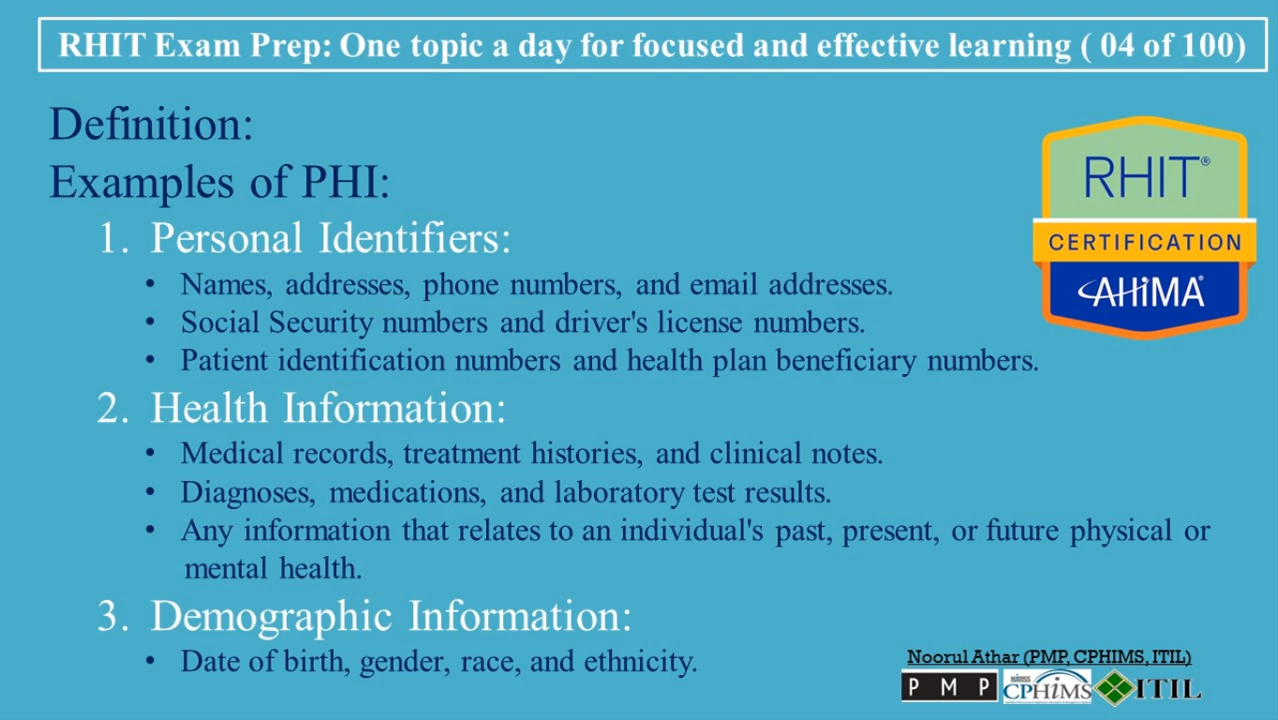 RHIT Exam Prep: One topic a day for focused and effective learning ( 04 of 100)
Definition:
Examples of PHI:
1. Personal Identifiers:
• Names, addresses, phone numbers, and email addresses.
• Social Security numbers and driver's license numbers.
• Patient identification numbers and health plan beneficiary numbers.
2. Health Information:
• Medical records, treatment histories, and clinical notes.
• Diagnoses, medications, and laboratory test results.
• Any information that relates to an individual's past, present, or future physical or
mental health.
3. Demographic Information:
• Date of birth, gender, race, and ethnicity.
RHIT®
CERTIFICATION
AHiMA®
Noorul Athar (PMP, CPHIMS, ITIL)
PMP
himss
CPHiMS
ITIL